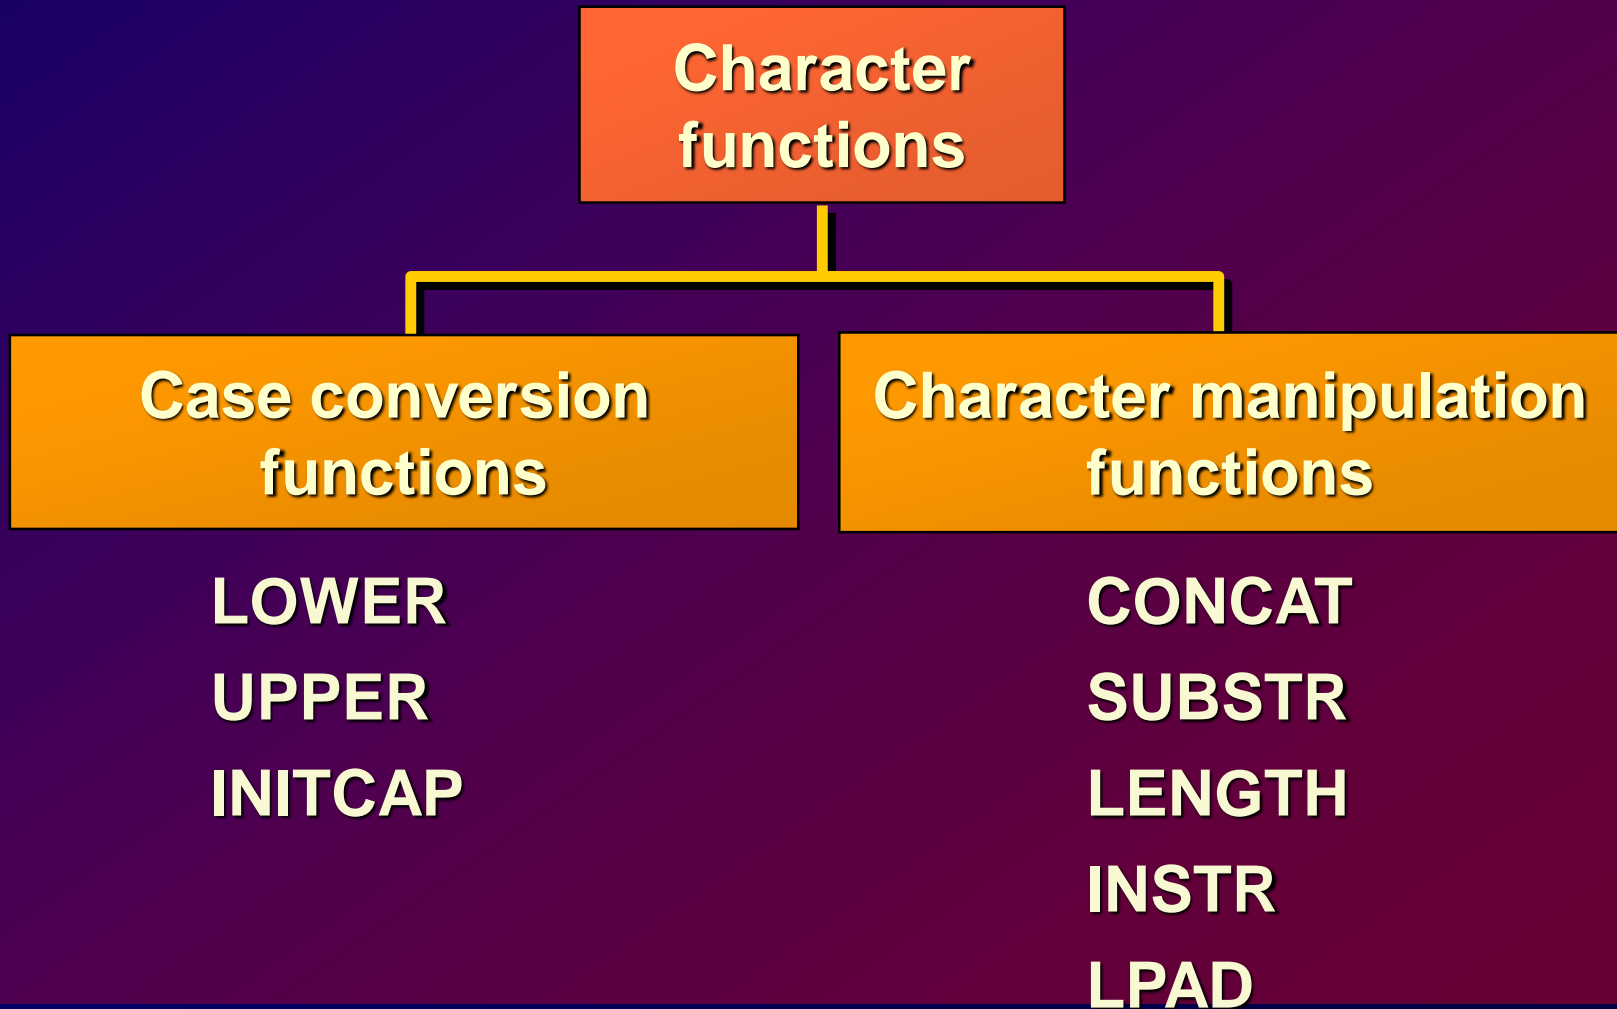 Character
functions
Case conversion
functions
Character manipulation
functions
LOWER
UPPER
INITCAP
CONCAT
SUBSTR
LENGTH
INSTR
LPAD